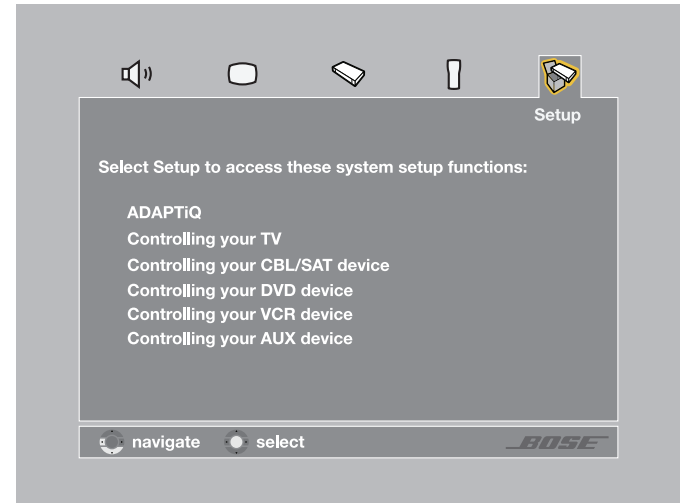 Setup
Select Setup to access these system setup functions:
ADAPTiQ
Controlling your TV
Controlling your CBL/SAT device
Controlling your DVD device
Controlling your VCR device
Controlling your AUX device
navigate select BOSE